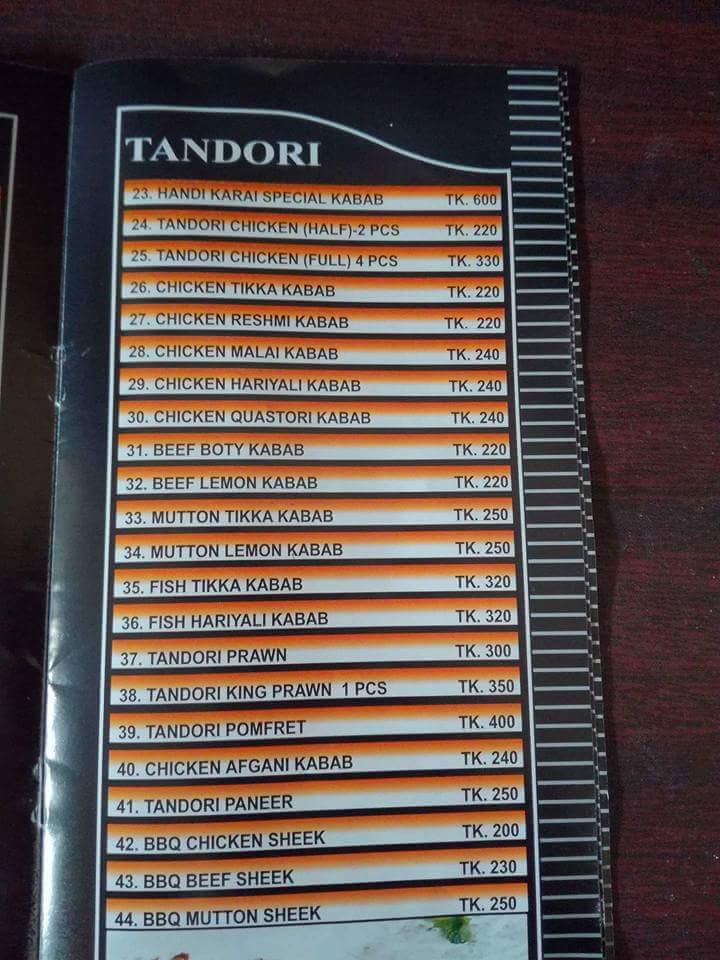 TANDORI
23. HANDI KARAI SPECIAL KABAB TK. 600
24. TANDORI CHICKEN (HALF)-2 PCS TK. 220
25. TANDORI CHICKEN (FULL) 4 PCS TK. 330
26. CHICKEN TIKKA KABAB TK. 220
27. CHICKEN RESHMI KABAB TK. 220
28. CHICKEN MALAI KABAB TK. 240
29. CHICKEN HARIYALI KABAB TK. 240
30. CHICKEN QUASTORI KABAB TK. 240
31. BEEF BOTY KABAB TK. 220
32. BEEF LEMON KABAB TK. 220
33. MUTTON TIKKA KABAB TK. 250
34. MUTTON LEMON KABAB TK. 250
35. FISH TIKKA KABAB TK. 320
36. FISH HARIYALI KABAB TK. 320
37. TANDORI PRAWN TK. 300
38. TANDORI KING PRAWN 1 PCS TK. 350
39. TANDORI POMFRET TK. 400
40. CHICKEN AFGANI KABAB TK. 240
41. TANDORI PANEER TK. 250
42. BBQ CHICKEN SHEEK TK. 200
43. BBQ BEEF SHEEK TK. 230
44. BBQ MUTTON SHEEK TK. 250